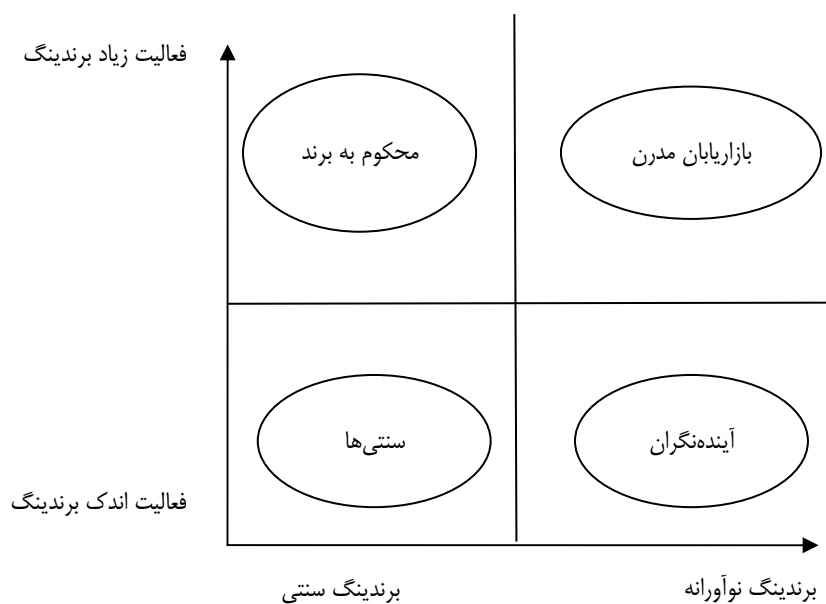 فعالیت زیاد برندینگ
بازاریابان مدرن
محکوم به برند
آینده‌نگران
سنتی‌ها
فعالیت اندک برندینگ
برندینگ نوآورانه
برندینگ سنتی